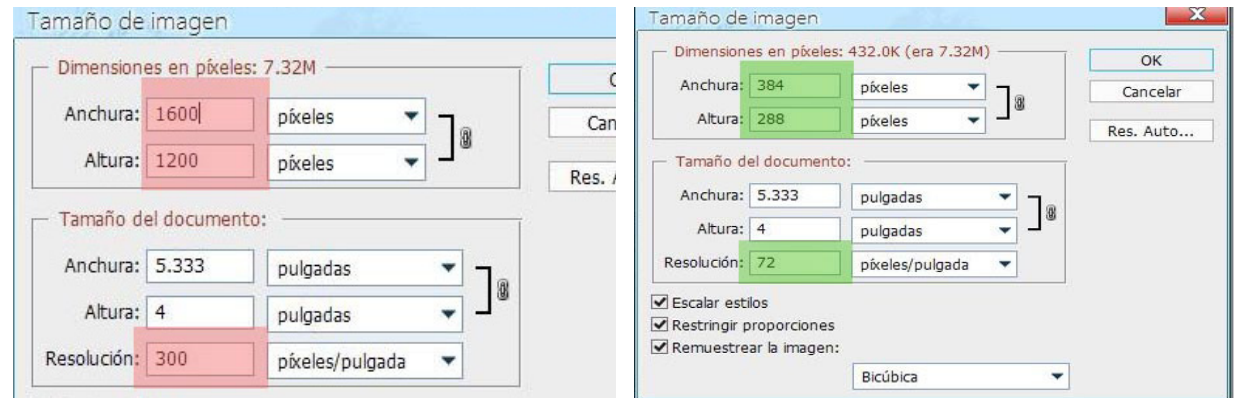 Tamaño de imagen
Dimensiones en píxeles: 7.32M
Anchura: 1600 píxeles
Altura: 1200 píxeles
Can
Res.
Tamaño del documento:
Anchura: 5.333 pulgadas
Altura: 4 pulgadas
Resolución: 300 píxeles/pulgada
Tamaño de imagen
X
Dimensiones en píxeles: 432.0K (era 7.32M)
Anchura: 384 píxeles
Altura: 288 píxeles
OK
Cancelar
Res. Auto...
Tamaño del documento:
Anchura: 5.333 pulgadas
Altura: 4 pulgadas
Resolución: 72 píxeles/pulgada
Escalar estilos
Restringir proporciones
Remuestrear la imagen:
Bicúbica